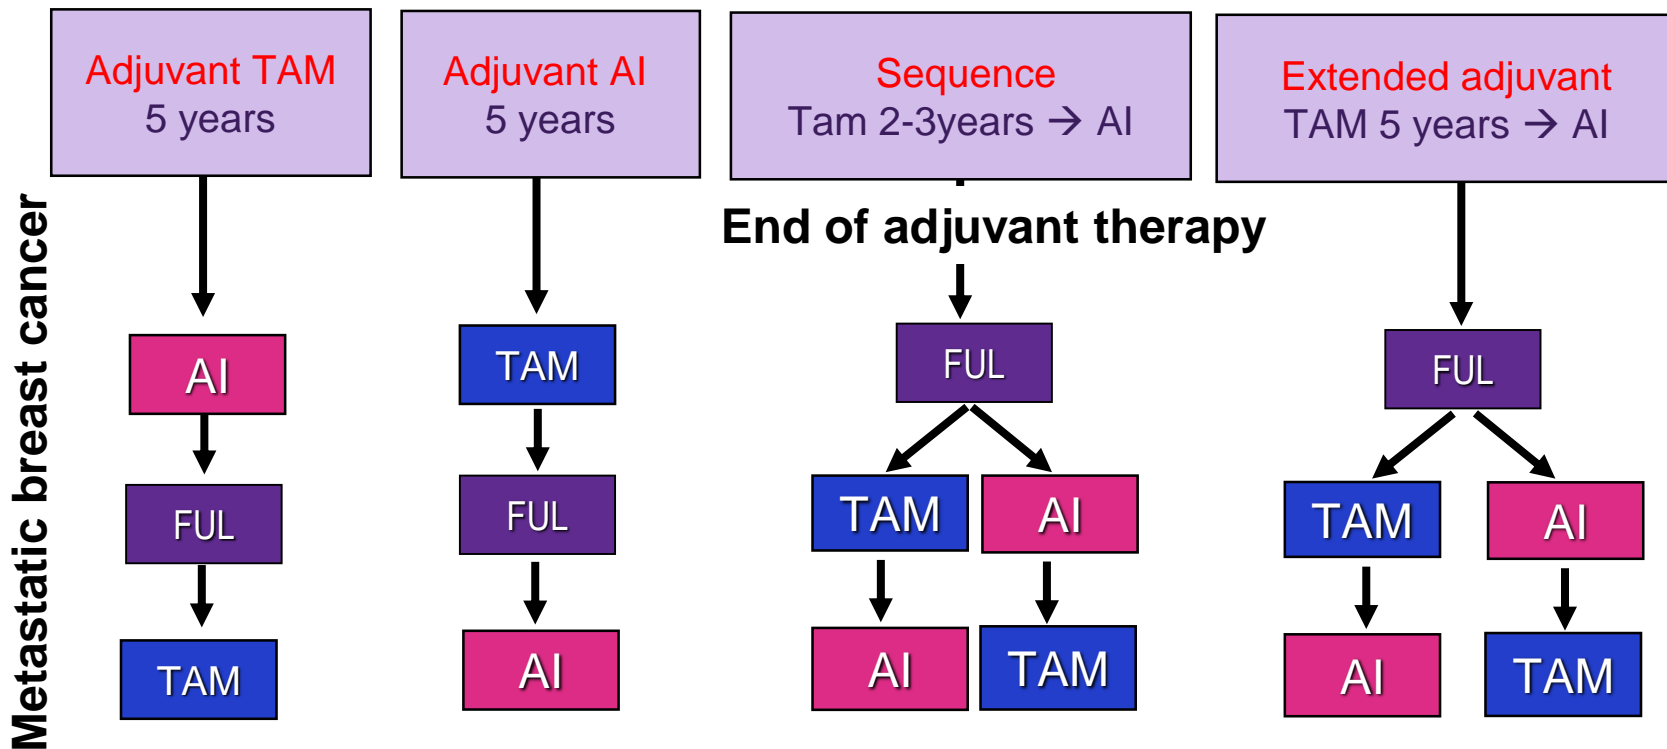 Adjuvant TAM
5 years
Adjuvant AI
5 years
Sequence
Tam 2-3years → AI
Extended adjuvant
TAM 5 years → AI
End of adjuvant therapy
Metastatic breast cancer
AI
TAM
FUL
FUL
FUL
FUL
TAM
AI
TAM
AI
TAM
AI
AI
TAM
AI
TAM